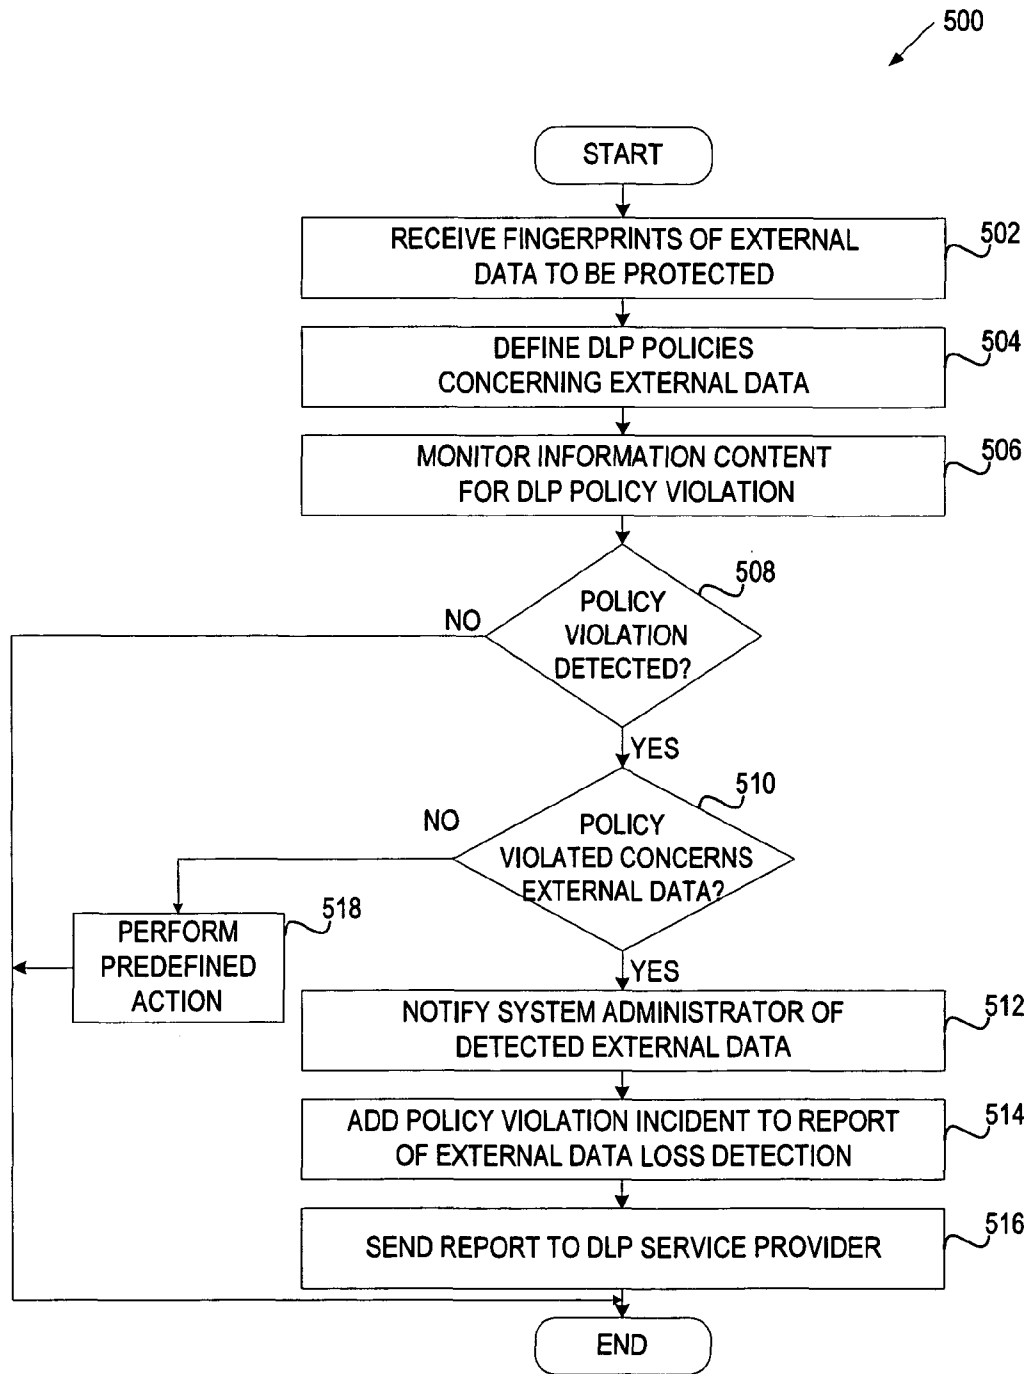 500
START
RECEIVE FINGERPRINTS OF EXTERNAL
DATA TO BE PROTECTED
502
DEFINE DLP POLICIES
CONCERNING EXTERNAL DATA
504
MONITOR INFORMATION CONTENT
FOR DLP POLICY VIOLATION
506
POLICY
VIOLATION
DETECTED?
508
NO
YES
POLICY
VIOLATED CONCERNS
EXTERNAL DATA?
510
NO
PERFORM
PREDEFINED
ACTION
518
YES
NOTIFY SYSTEM ADMINISTRATOR OF
DETECTED EXTERNAL DATA
512
ADD POLICY VIOLATION INCIDENT TO REPORT
OF EXTERNAL DATA LOSS DETECTION
514
SEND REPORT TO DLP SERVICE PROVIDER
516
END